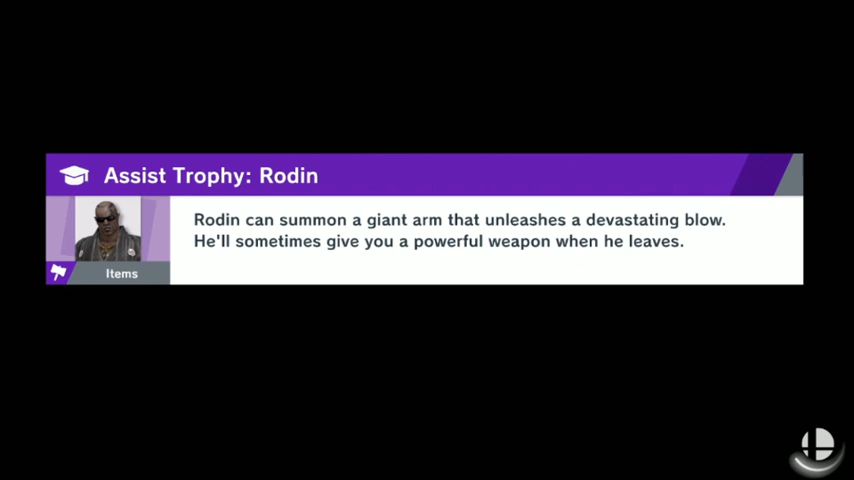 Assist Trophy: Rodin
Rodin can summon a giant arm that unleashes a devastating blow.
He'll sometimes give you a powerful weapon when he leaves.
Items